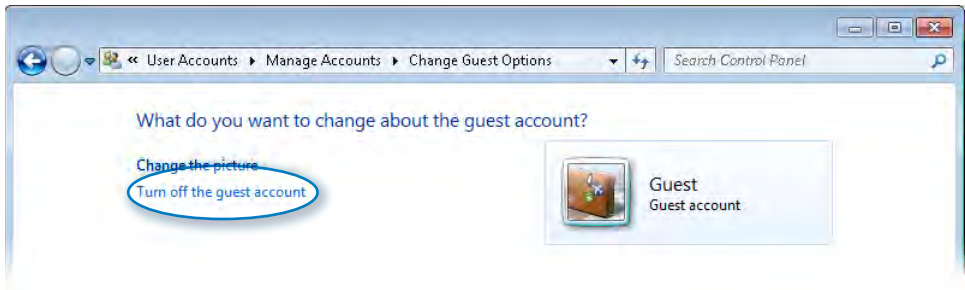 « User Accounts ▸ Manage Accounts ▸ Change Guest Options
Search Control Panel
What do you want to change about the guest account?
Change the picture
Turn off the guest account
Guest
Guest account